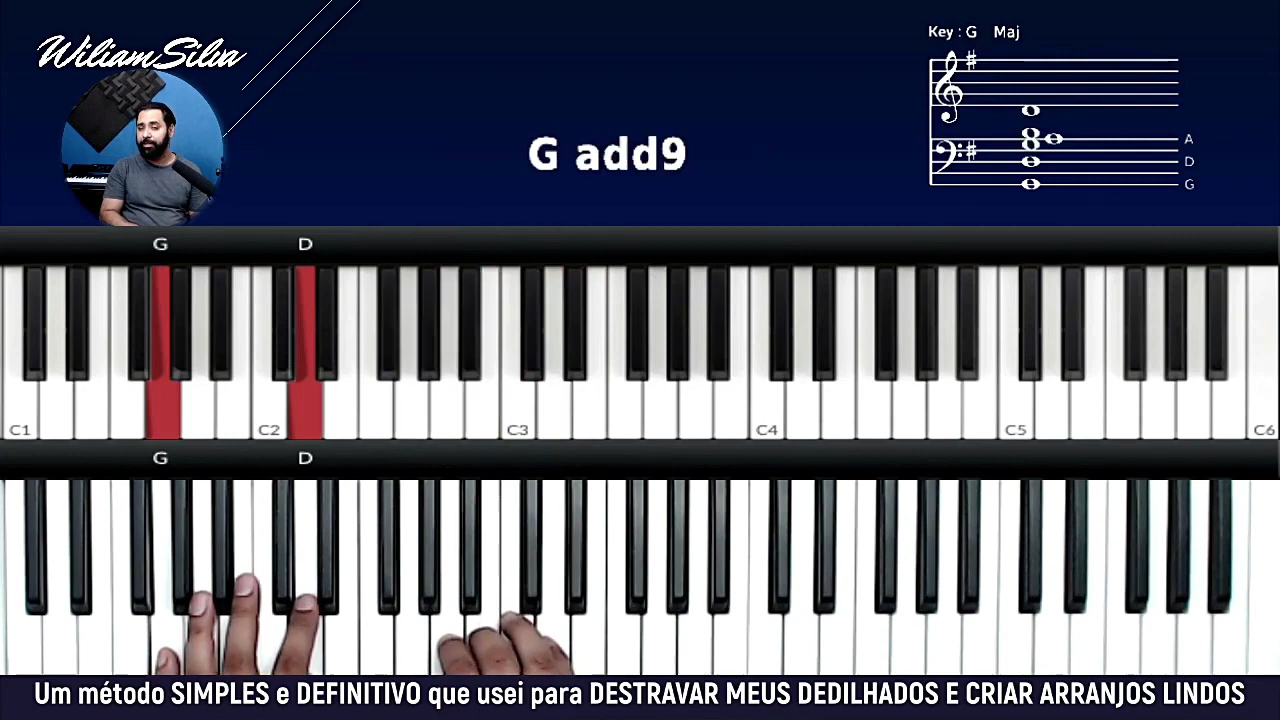 WiliamSilva
Key : G Maj
G add9
A
D
G
G D
C1 C2 C3 C4 C5 C6
G D
Um método SIMPLES e DEFINITIVO que usei para DESTRAVAR MEUS DEDILHADOS E CRIAR ARRANJOS LINDOS